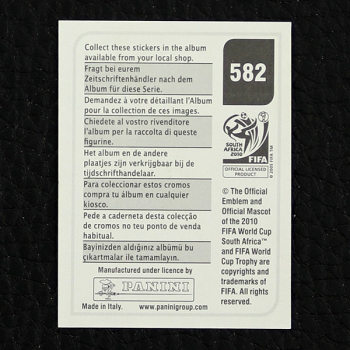 Collect these stickers in the album
available from your local shop.
Fragt bei eurem
Zeitschriftenhändler nach dem
Album für diese Serie.
Demandez à votre détaillant l'Album
pour la collection de ces images.
Chiedete al vostro rivenditore
l'album per la raccolta di queste
figurine.
Het album en de andere
plaatjes zijn verkrijgbaar bij de
tijdschrifthandelaar.
Para coleccionar estos cromos
compra tu álbum en cualquier
kiosco.
Pede a caderneta desta colecção
de cromos no teu ponto de venda
habitual.
Bayinizden aldığınız albümü bu
çıkartmalar ile tamamlayın.
Manufactured under licence by
PANINI
Made in Italy. www.paninigroup.com
582
SOUTH AFRICA
2010
FIFA
© 2005 FIFA TM
OFFICIAL LICENSED
PRODUCT
© The Official
Emblem and
Official Mascot
of the 2010
FIFA World Cup
South Africa™
and FIFA World
Cup Trophy are
copyrights and
trademarks of
FIFA. All rights
reserved.